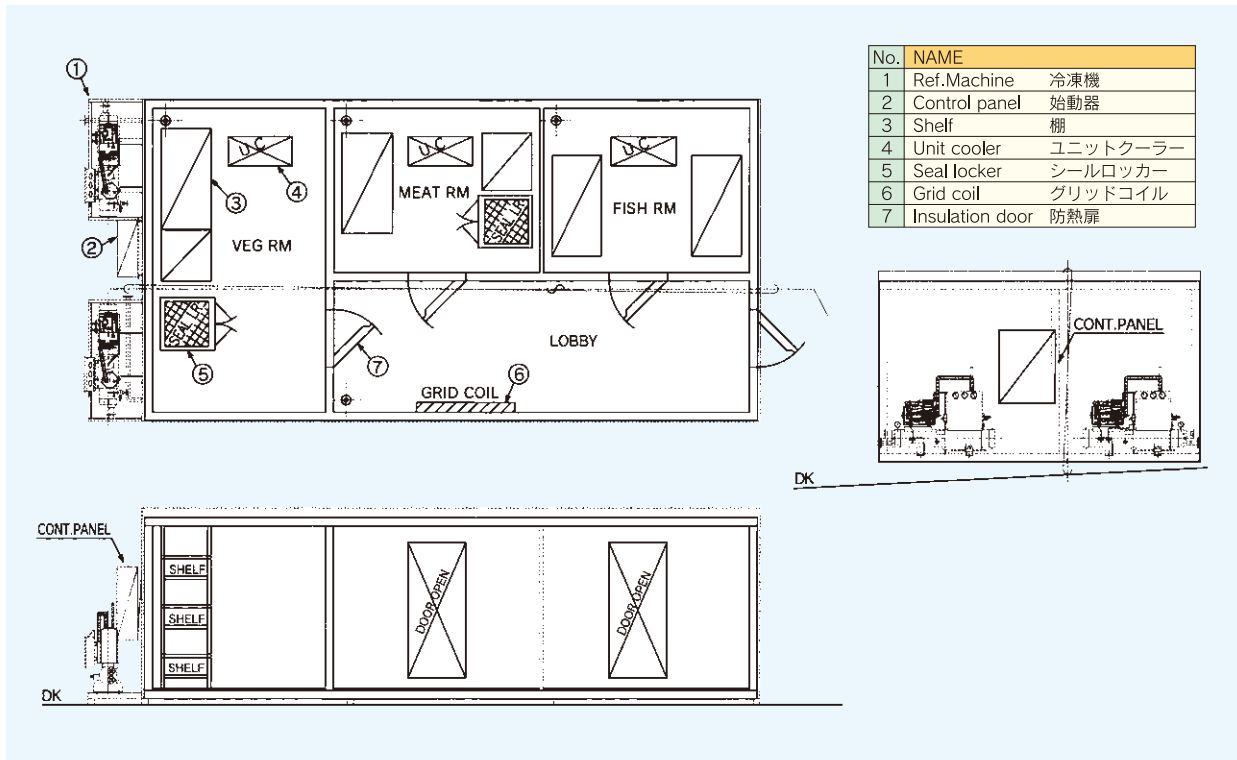 ①
No. NAME
1 Ref.Machine 冷凍機
2 Control panel 始動器
3 Shelf 棚
4 Unit cooler ユニットクーラー
5 Seal locker シールロッカー
6 Grid coil グリッドコイル
7 Insulation door 防熱扉
U C
U C
U C
④
③
MEAT RM
FISH RM
②
VEG RM
SEAL L
SEAL L
LOBBY
⑤
⑦
⑥
GRID COIL
CONT.PANEL
DK
CONT.PANEL
SHELF
SHELF
SHELF
DOOR OPEN
DOOR OPEN
DK